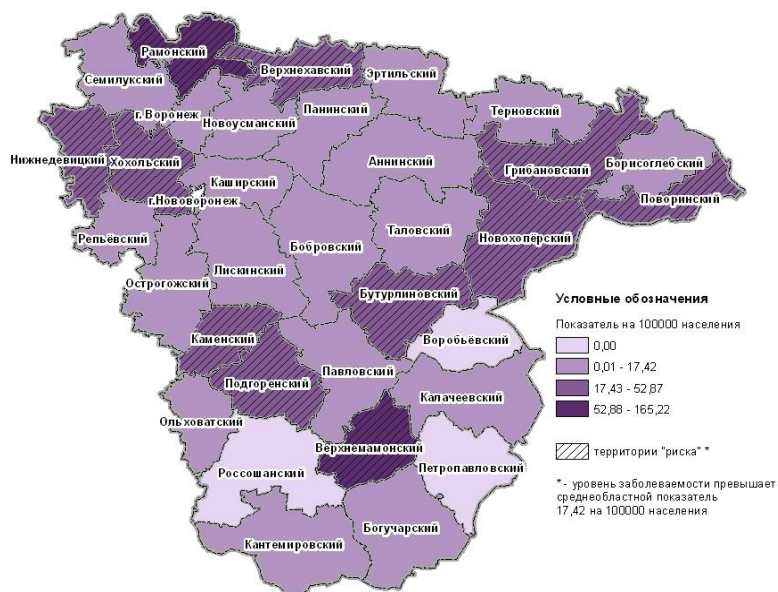 Рамонский
Верхнехавский
Эртильский
Семилукский
г. Воронеж
Новоусманский
Панинский
Терновский
Нижнедевицкий
Хохольский
Аннинский
Грибановский
Борисоглебский
Каширский
г.Нововоронеж
Поворинский
Репьёвский
Таловский
Новохопёрский
Бобровский
Острогожский
Лискинский
Бутурлиновский
Каменский
Воробьёвский
Павловский
Подгоренский
Калачеевский
Ольховатский
Верхнемамонский
Россошанский
Петропавловский
Богучарский
Кантемировский
Условные обозначения
Показатель на 100000 населения
0,00
0,01 - 17,42
17,43 - 52,87
52,88 - 165,22
территории "риска" *
* - уровень заболеваемости превышает
среднеобластной показатель
17,42 на 100000 населения